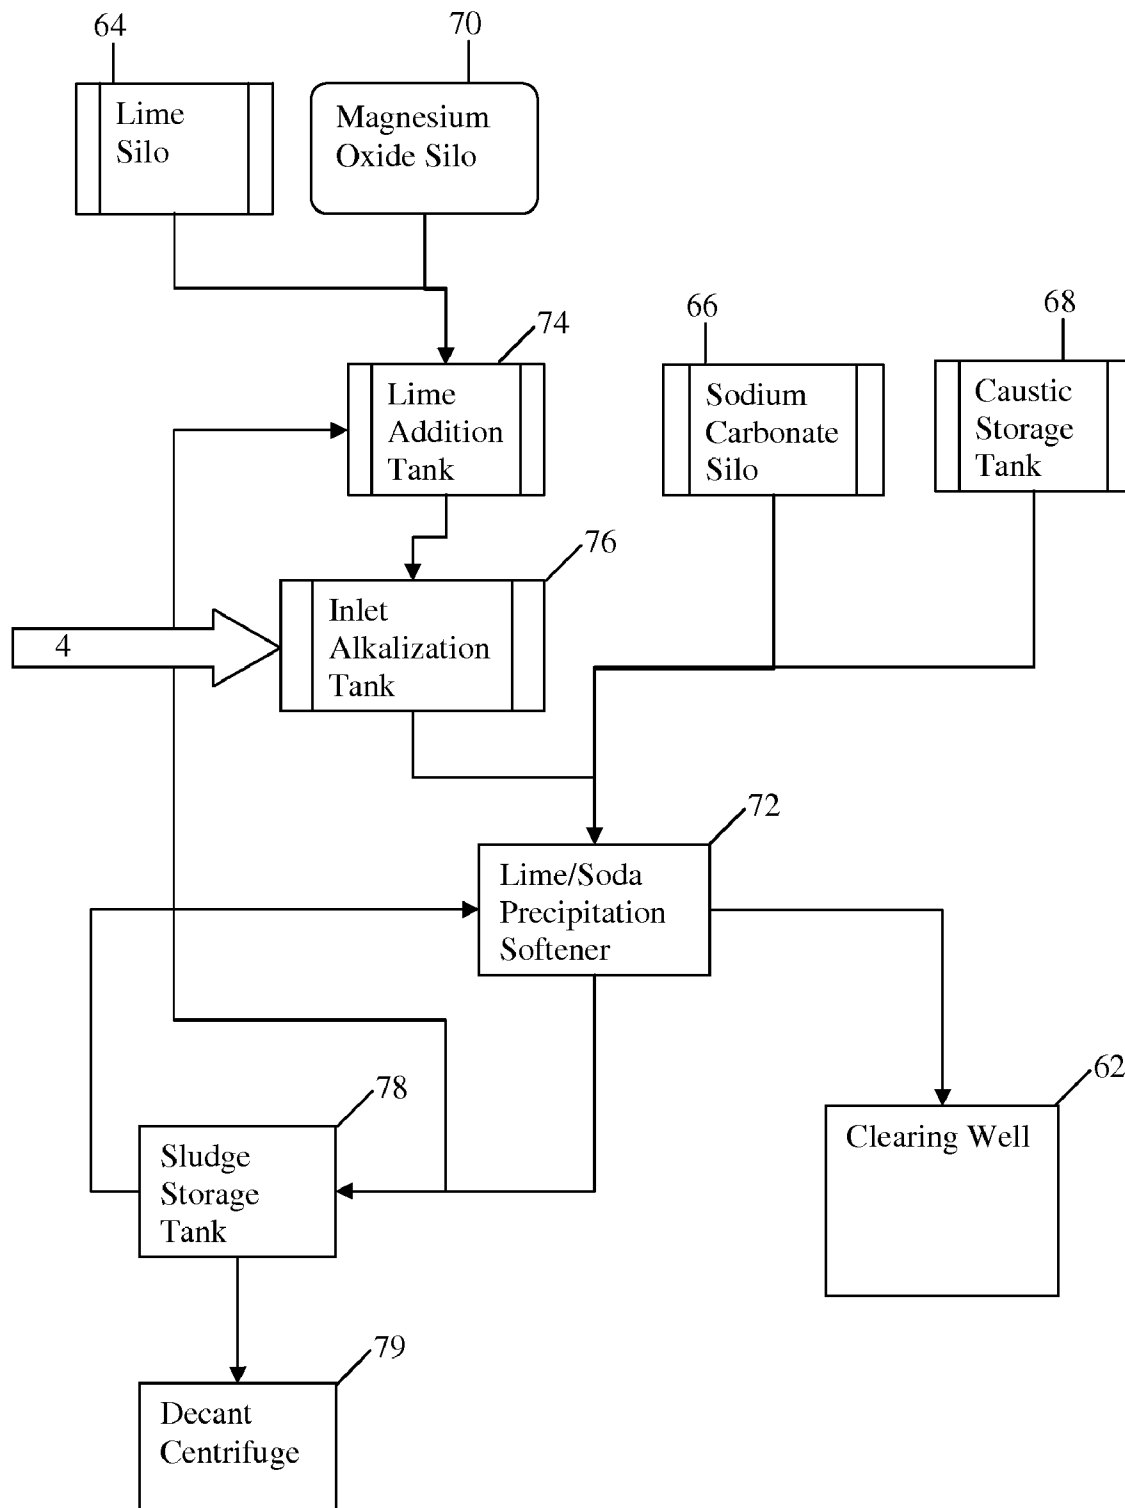 64
70
Lime
Silo
Magnesium
Oxide Silo
74
66
68
Lime
Addition
Tank
Sodium
Carbonate
Silo
Caustic
Storage
Tank
76
4
Inlet
Alkalization
Tank
72
Lime/Soda
Precipitation
Softener
78
62
Sludge
Storage
Tank
Clearing Well
79
Decant
Centrifuge